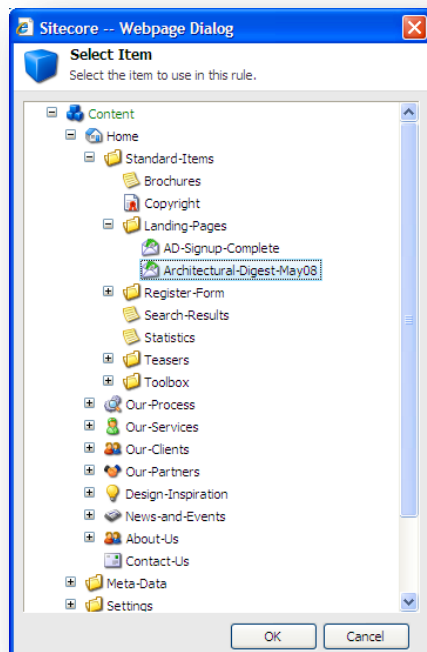 Sitecore -- Webpage Dialog
Select Item
Select the item to use in this rule.
Content
Home
Standard-Items
Brochures
Copyright
Landing-Pages
AD-Signup-Complete
Architectural-Digest-May08
Register-Form
Search-Results
Statistics
Teasers
Toolbox
Our-Process
Our-Services
Our-Clients
Our-Partners
Design-Inspiration
News-and-Events
About-Us
Contact-Us
Meta-Data
Settings
OK Cancel